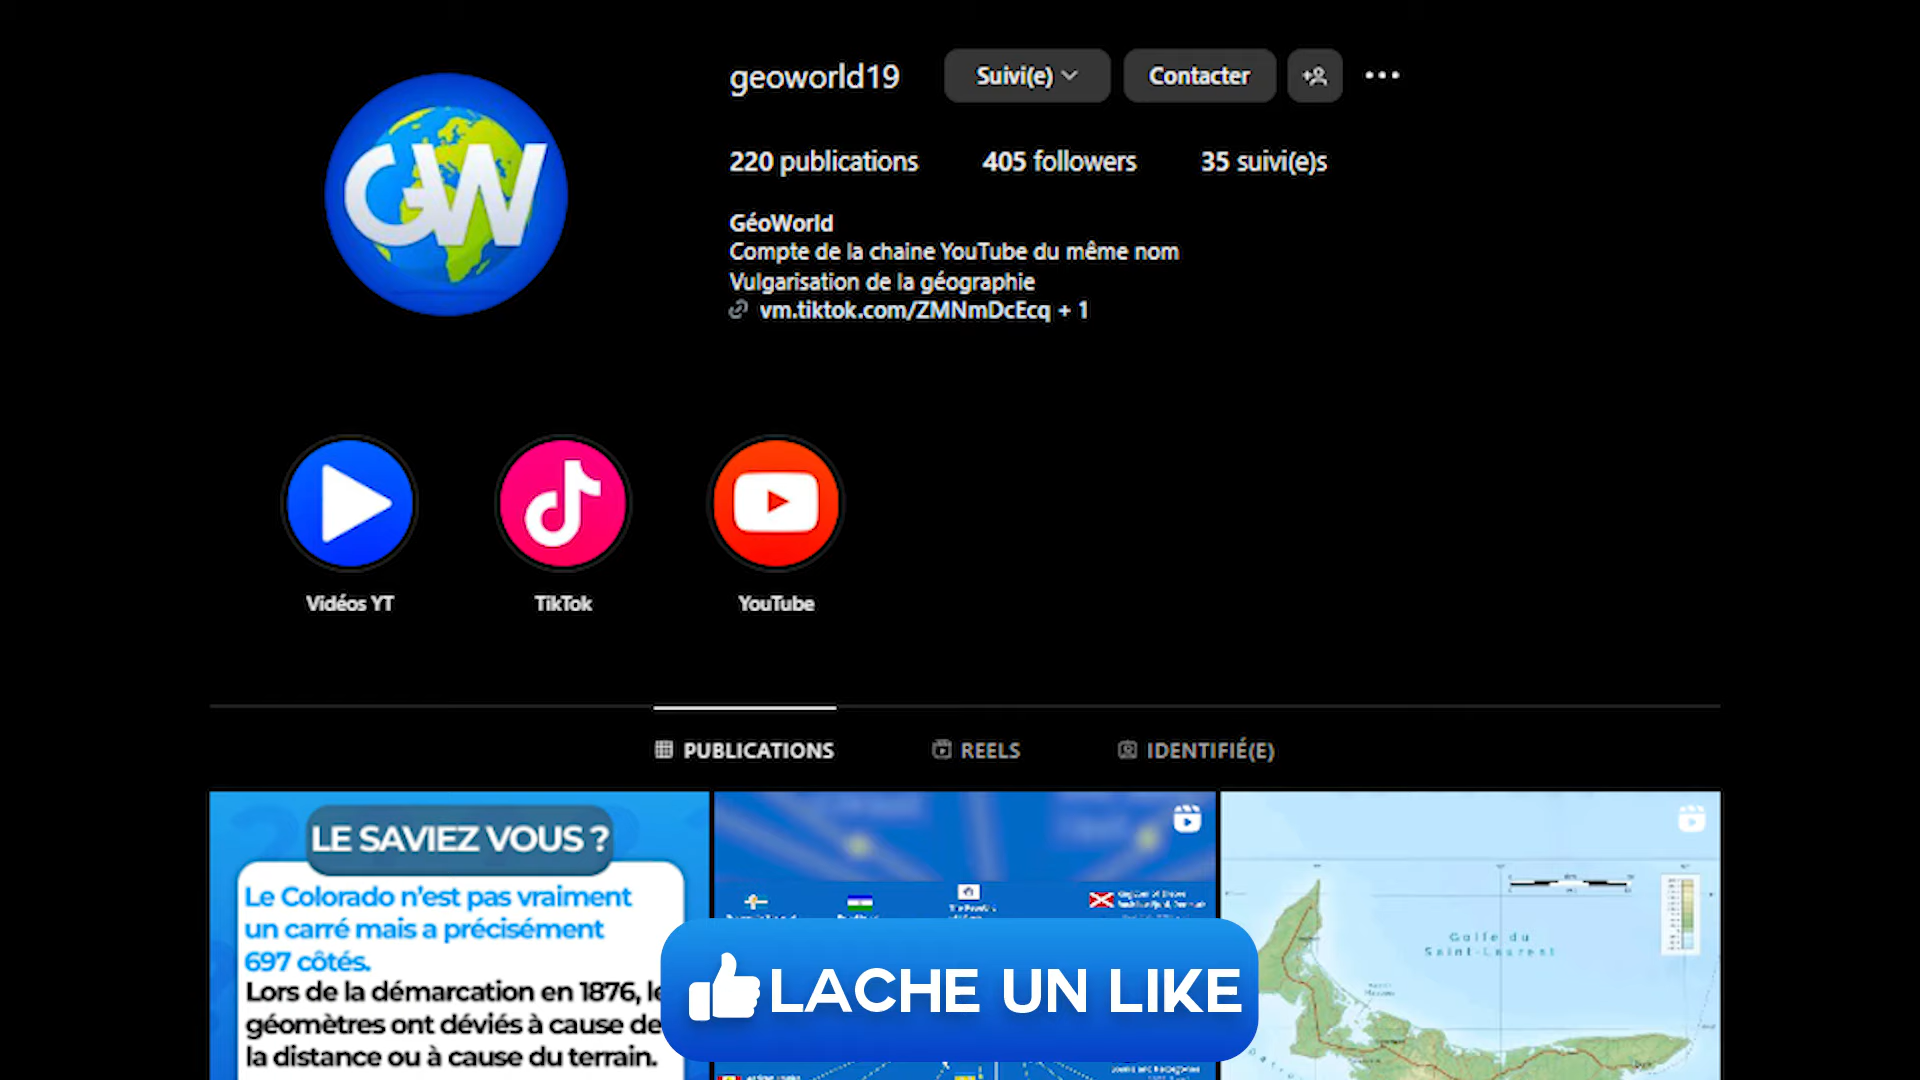 GW
geoworld19
Suivi(e)
Contacter
220 publications
405 followers
35 suivi(e)s
GéoWorld
Compte de la chaine YouTube du même nom
Vulgarisation de la géographie
vm.tiktok.com/ZMNmDcEcq + 1
Vidéos YT
TikTok
YouTube
PUBLICATIONS
REELS
IDENTIFIÉ(E)
LE SAVIEZ VOUS ?
Le Colorado n'est pas vraiment
un carré mais a précisément
697 côtés.
Lors de la démarcation en 1876, le
géomètres ont déviés à cause de
la distance ou à cause du terrain.
Golfe du
Saint-Laurent
LACHE UN LIKE